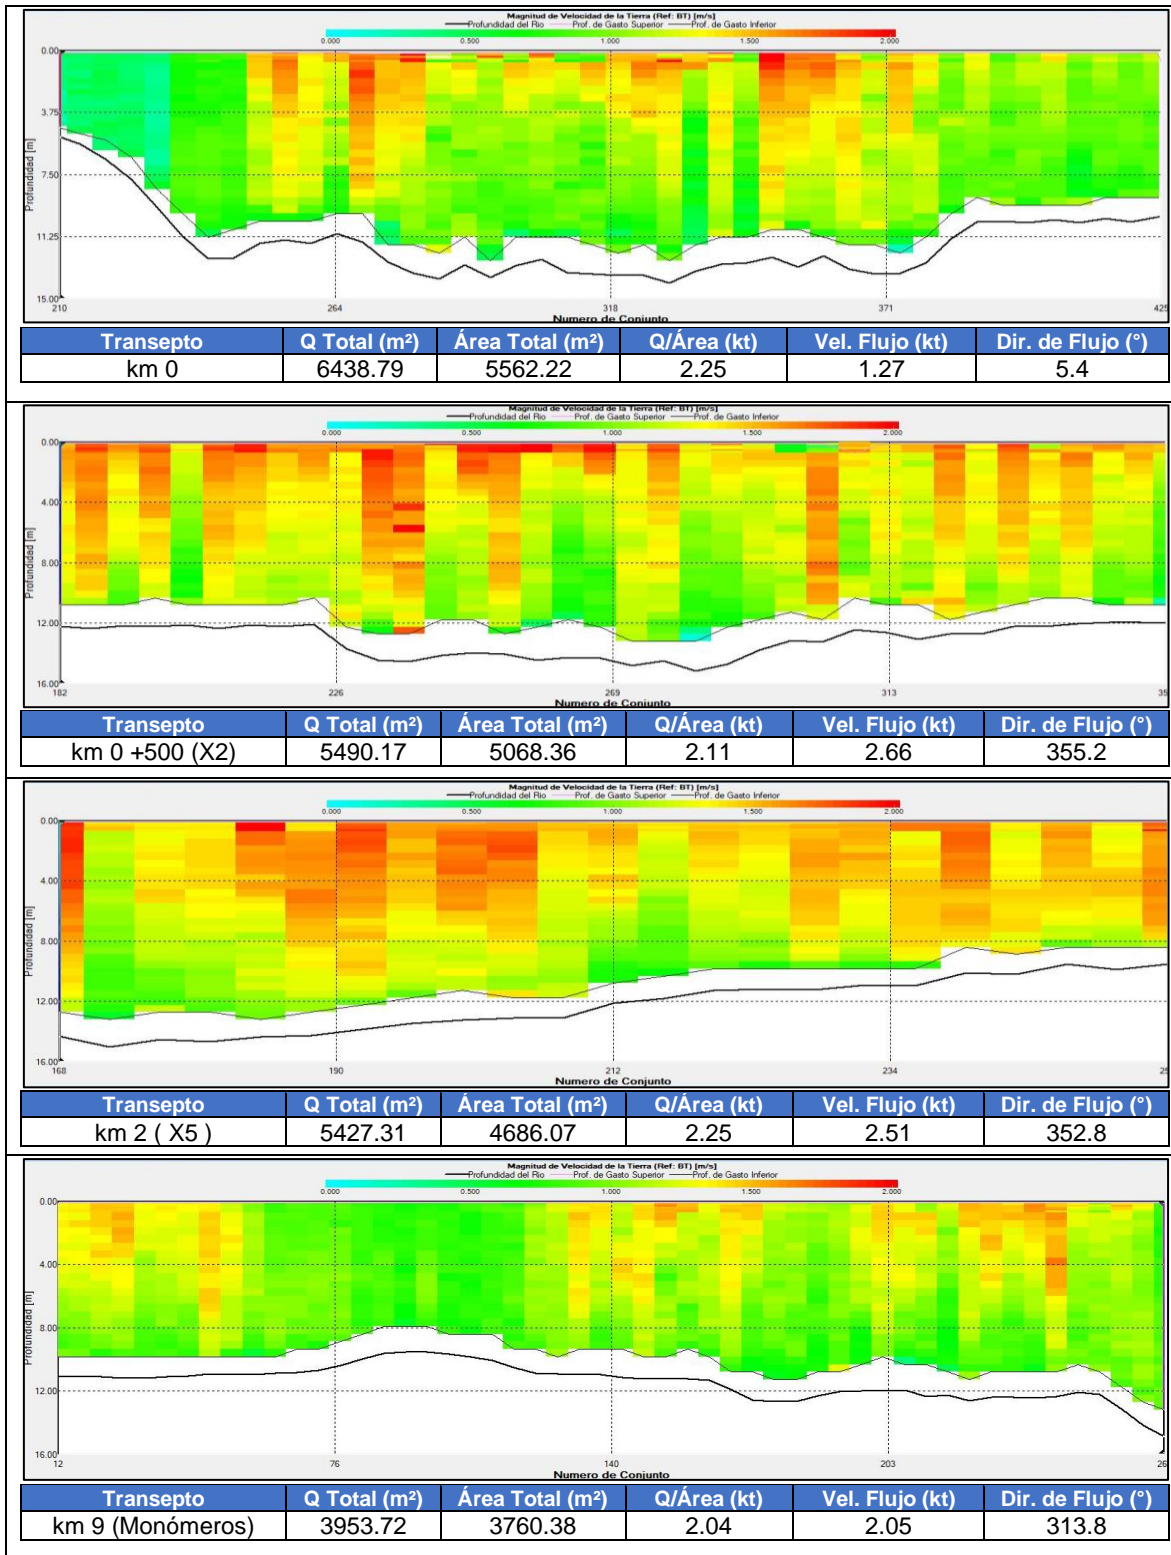 Magnitud de Velocidad de la Tierra (Ref: BT) [m/s]
Profundidad del Rio Prof. de Gasto Superior Prof. de Gasto Inferior
0.000 0.500 1.000 1.500 2.000
Profundidad [m]
0.00
3.75
7.50
11.25
15.00
210 264 318 371 425
Numero de Conjunto
Transepto Q Total (m²) Área Total (m²) Q/Área (kt) Vel. Flujo (kt) Dir. de Flujo (°)
km 0 6438.79 5562.22 2.25 1.27 5.4
Magnitud de Velocidad de la Tierra (Ref: BT) [m/s]
Profundidad del Rio Prof. de Gasto Superior Prof. de Gasto Inferior
0.000 0.500 1.000 1.500 2.000
Profundidad [m]
0.00
4.00
8.00
12.00
16.00
182 226 269 313 35
Numero de Conjunto
Transepto Q Total (m²) Área Total (m²) Q/Área (kt) Vel. Flujo (kt) Dir. de Flujo (°)
km 0 +500 (X2) 5490.17 5068.36 2.11 2.66 355.2
Magnitud de Velocidad de la Tierra (Ref: BT) [m/s]
Profundidad del Rio Prof. de Gasto Superior Prof. de Gasto Inferior
0.000 0.500 1.000 1.500 2.000
Profundidad [m]
0.00
4.00
8.00
12.00
16.00
168 190 212 234 25
Numero de Conjunto
Transepto Q Total (m²) Área Total (m²) Q/Área (kt) Vel. Flujo (kt) Dir. de Flujo (°)
km 2 ( X5 ) 5427.31 4686.07 2.25 2.51 352.8
Magnitud de Velocidad de la Tierra (Ref: BT) [m/s]
Profundidad del Rio Prof. de Gasto Superior Prof. de Gasto Inferior
0.000 0.500 1.000 1.500 2.000
Profundidad [m]
0.00
4.00
8.00
12.00
16.00
12 76 140 203 26
Numero de Conjunto
Transepto Q Total (m²) Área Total (m²) Q/Área (kt) Vel. Flujo (kt) Dir. de Flujo (°)
km 9 (Monómeros) 3953.72 3760.38 2.04 2.05 313.8